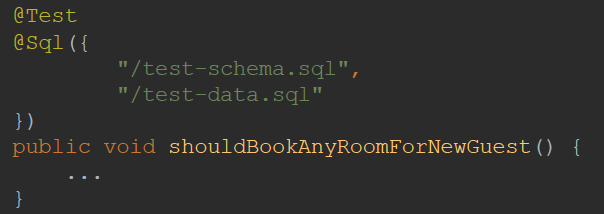 @Test
@Sql({
"/test-schema.sql",
"/test-data.sql"
})
public void shouldBookAnyRoomForNewGuest() {
...
}